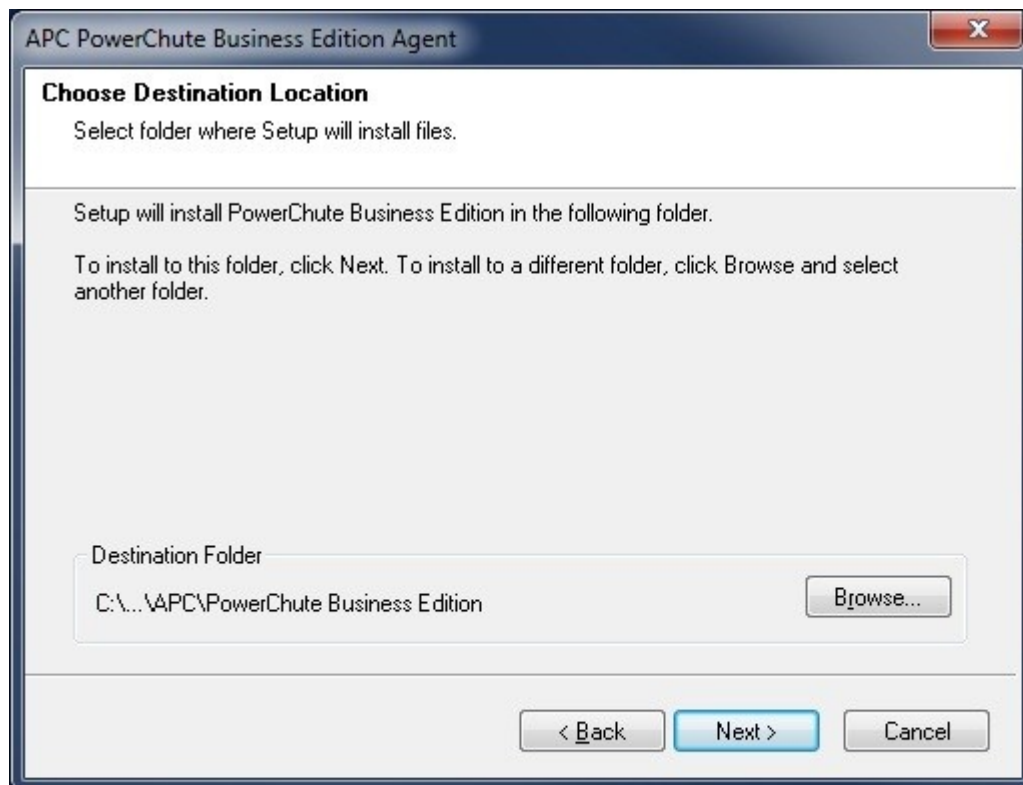 APC PowerChute Business Edition Agent
Choose Destination Location
Select folder where Setup will install files.
Setup will install PowerChute Business Edition in the following folder.
To install to this folder, click Next. To install to a different folder, click Browse and select
another folder.
Destination Folder
C:\...\APC\PowerChute Business Edition
Browse...
< Back
Next >
Cancel